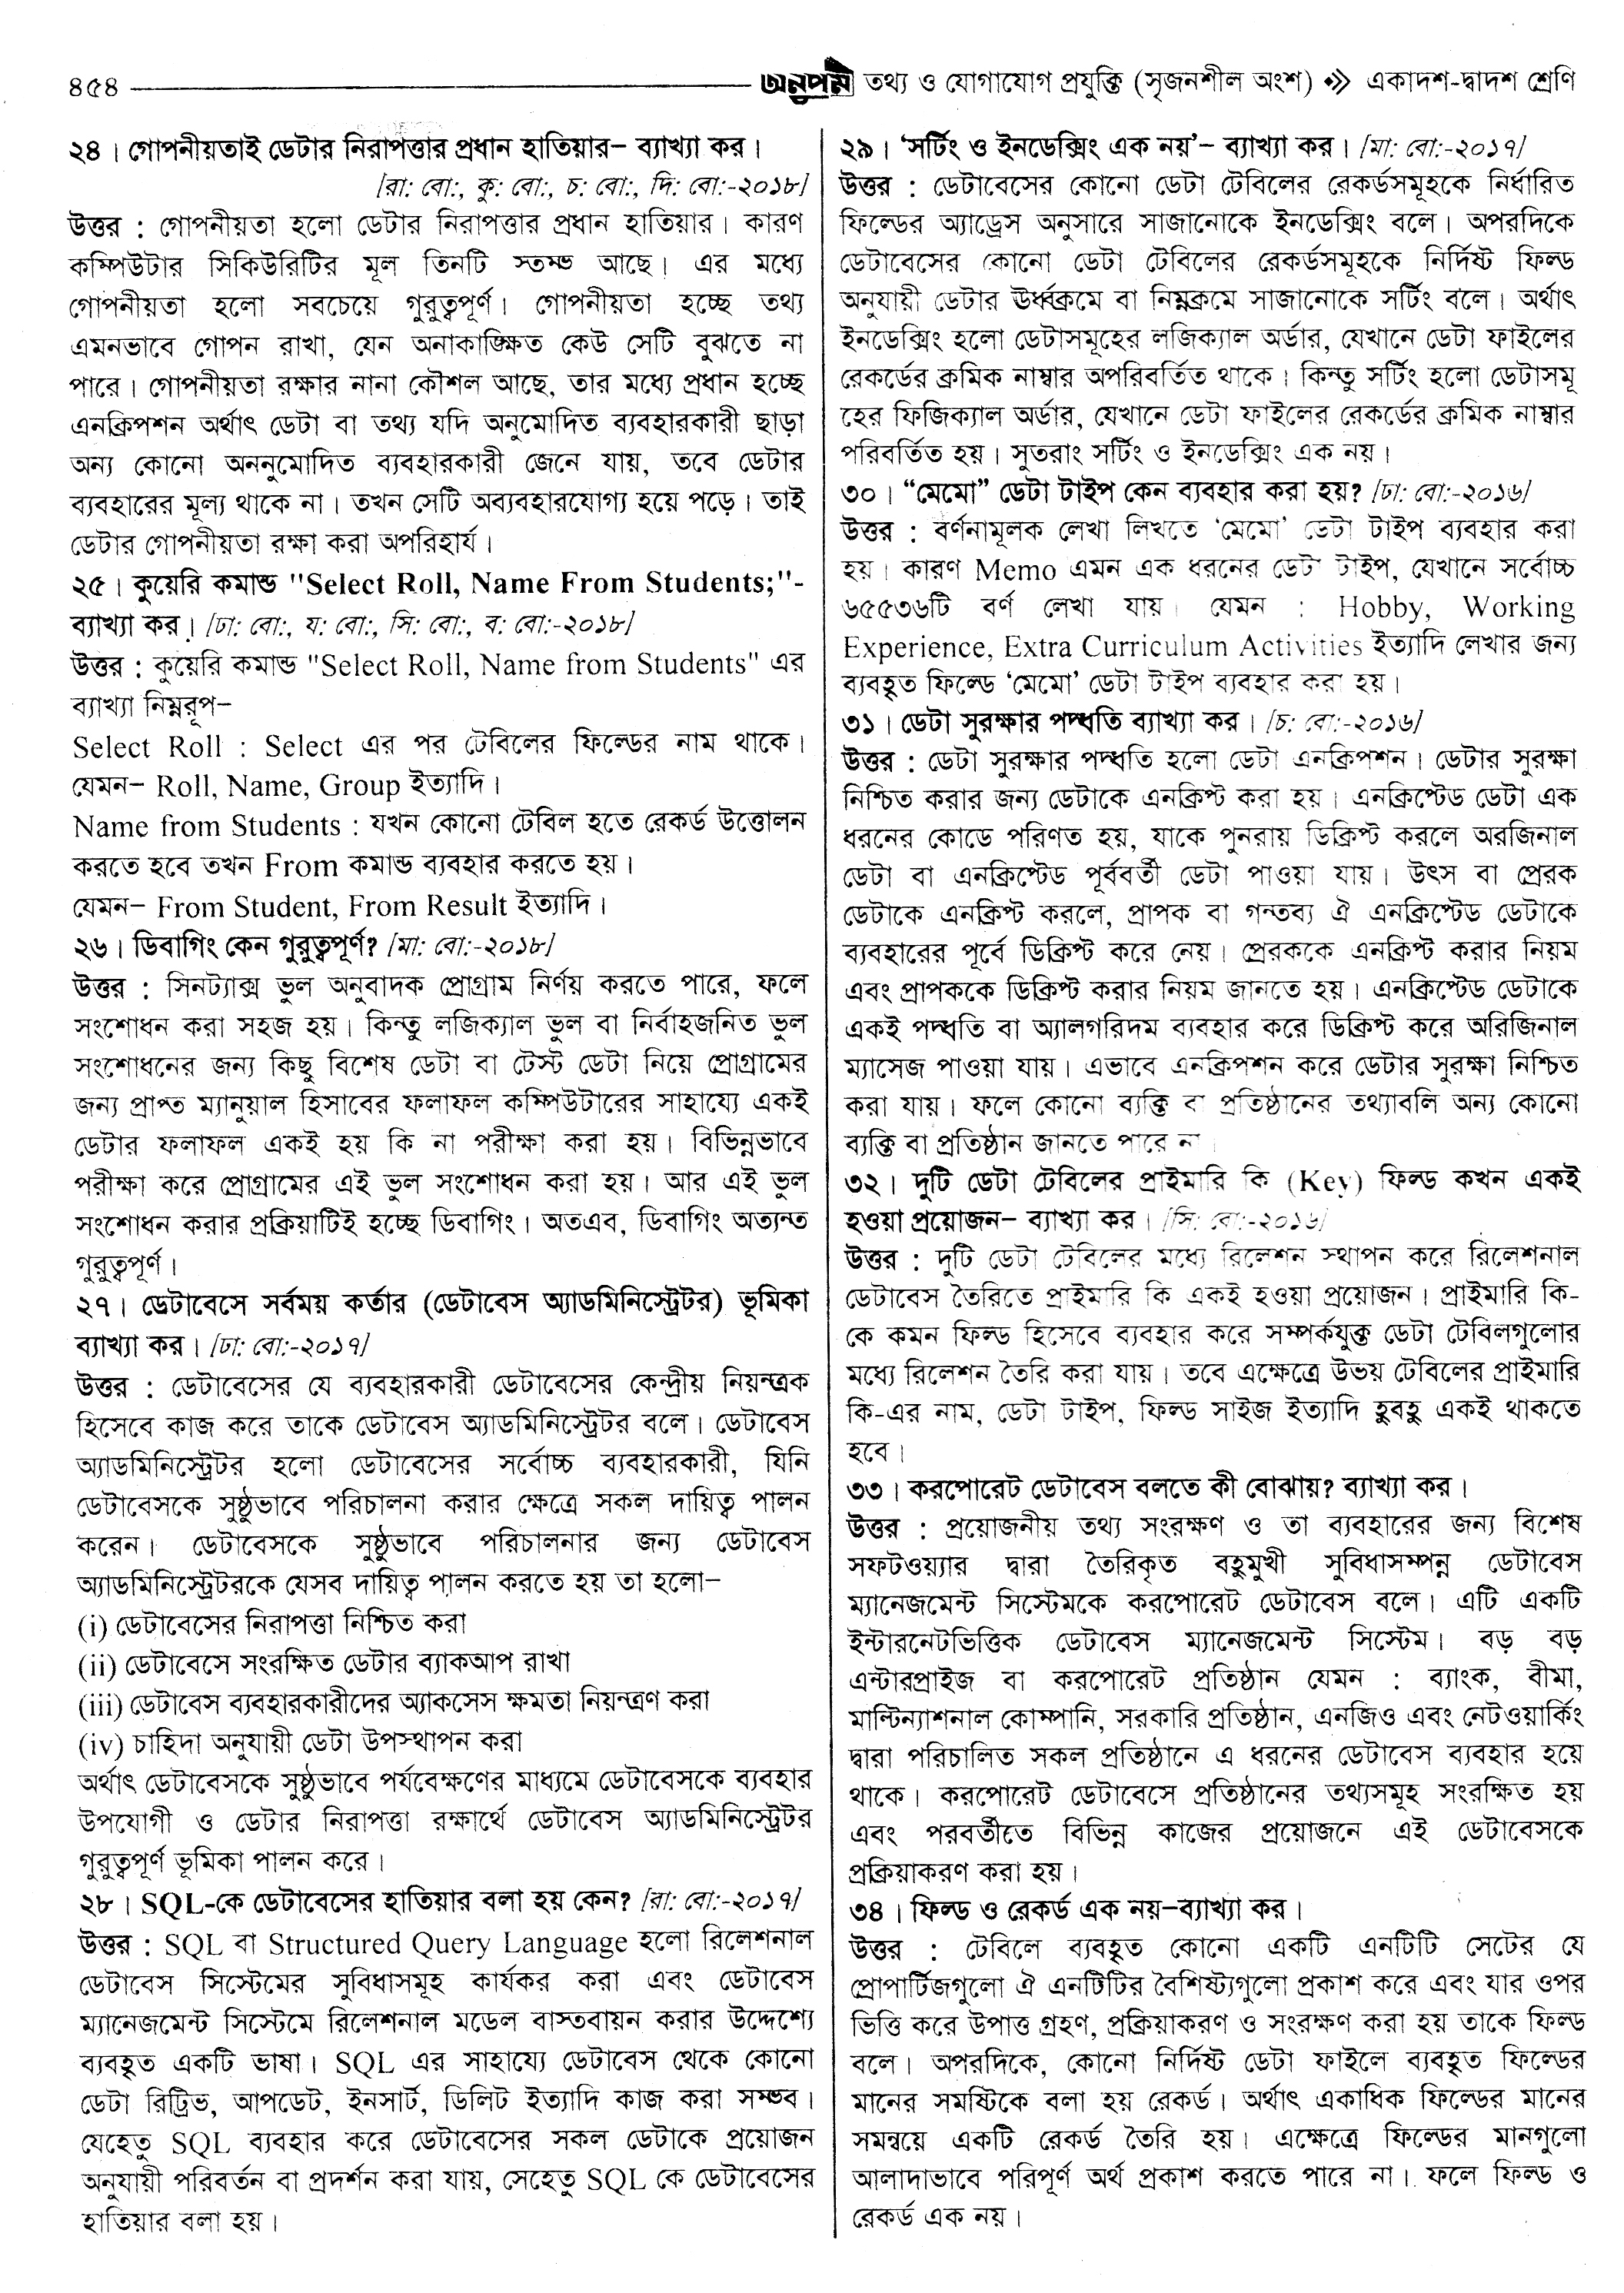 ৪৫৪
অনুপম তথ্য ও যোগাযোগ প্রযুক্তি (সৃজনশীল অংশ) একাদশ-দ্বাদশ শ্রেণি
২৪। গোপনীয়তাই ডেটার নিরাপত্তার প্রধান হাতিয়ার– ব্যাখ্যা কর।
[রা: বো:, কু: বো:, চ: বো:, দি: বো:-২০১৮]
উত্তর : গোপনীয়তা হলো ডেটার নিরাপত্তার প্রধান হাতিয়ার। কারণ
কম্পিউটার সিকিউরিটির মূল তিনটি স্তম্ভ আছে। এর মধ্যে
গোপনীয়তা হলো সবচেয়ে গুরুত্বপূর্ণ। গোপনীয়তা হচ্ছে তথ্য
এমনভাবে গোপন রাখা, যেন অনাকাঙ্ক্ষিত কেউ সেটি বুঝতে না
পারে। গোপনীয়তা রক্ষার নানা কৌশল আছে, তার মধ্যে প্রধান হচ্ছে
এনক্রিপশন অর্থাৎ ডেটা বা তথ্য যদি অনুমোদিত ব্যবহারকারী ছাড়া
অন্য কোনো অননুমোদিত ব্যবহারকারী জেনে যায়, তবে ডেটার
ব্যবহারের মূল্য থাকে না। তখন সেটি অব্যবহারযোগ্য হয়ে পড়ে। তাই
ডেটার গোপনীয়তা রক্ষা করা অপরিহার্য।
২৫। কুয়েরি কমান্ড "Select Roll, Name From Students;"-
ব্যাখ্যা কর। [ঢা: বো:, য: বো:, সি: বো:, ব: বো:-২০১৮]
উত্তর : কুয়েরি কমান্ড "Select Roll, Name from Students" এর
ব্যাখ্যা নিম্নরূপ–
Select Roll : Select এর পর টেবিলের ফিল্ডের নাম থাকে।
যেমন– Roll, Name, Group ইত্যাদি।
Name from Students : যখন কোনো টেবিল হতে রেকর্ড উত্তোলন
করতে হবে তখন From কমান্ড ব্যবহার করতে হয়।
যেমন– From Student, From Result ইত্যাদি।
২৬। ডিবাগিং কেন গুরুত্বপূর্ণ? [মা: বো:-২০১৮]
উত্তর : সিনট্যাক্স ভুল অনুবাদক প্রোগ্রাম নির্ণয় করতে পারে, ফলে
সংশোধন করা সহজ হয়। কিন্তু লজিক্যাল ভুল বা নির্বাহজনিত ভুল
সংশোধনের জন্য কিছু বিশেষ ডেটা বা টেস্ট ডেটা নিয়ে প্রোগ্রামের
জন্য প্রাপ্ত ম্যানুয়াল হিসাবের ফলাফল কম্পিউটারের সাহায্যে একই
ডেটার ফলাফল একই হয় কি না পরীক্ষা করা হয়। বিভিন্নভাবে
পরীক্ষা করে প্রোগ্রামের এই ভুল সংশোধন করা হয়। আর এই ভুল
সংশোধন করার প্রক্রিয়াটিই হচ্ছে ডিবাগিং। অতএব, ডিবাগিং অত্যন্ত
গুরুত্বপূর্ণ।
২৭। ডেটাবেসে সর্বময় কর্তার (ডেটাবেস অ্যাডমিনিস্ট্রেটর) ভূমিকা
ব্যাখ্যা কর। [ঢা: বো:-২০১৭]
উত্তর : ডেটাবেসের যে ব্যবহারকারী ডেটাবেসের কেন্দ্রীয় নিয়ন্ত্রক
হিসেবে কাজ করে তাকে ডেটাবেস অ্যাডমিনিস্ট্রেটর বলে। ডেটাবেস
অ্যাডমিনিস্ট্রেটর হলো ডেটাবেসের সর্বোচ্চ ব্যবহারকারী, যিনি
ডেটাবেসকে সুষ্ঠুভাবে পরিচালনা করার ক্ষেত্রে সকল দায়িত্ব পালন
করেন। ডেটাবেসকে সুষ্ঠুভাবে পরিচালনার জন্য ডেটাবেস
অ্যাডমিনিস্ট্রেটরকে যেসব দায়িত্ব পালন করতে হয় তা হলো–
(i) ডেটাবেসের নিরাপত্তা নিশ্চিত করা
(ii) ডেটাবেসে সংরক্ষিত ডেটার ব্যাকআপ রাখা
(iii) ডেটাবেস ব্যবহারকারীদের অ্যাকসেস ক্ষমতা নিয়ন্ত্রণ করা
(iv) চাহিদা অনুযায়ী ডেটা উপস্থাপন করা
অর্থাৎ ডেটাবেসকে সুষ্ঠুভাবে পর্যবেক্ষণের মাধ্যমে ডেটাবেসকে ব্যবহার
উপযোগী ও ডেটার নিরাপত্তা রক্ষার্থে ডেটাবেস অ্যাডমিনিস্ট্রেটর
গুরুত্বপূর্ণ ভূমিকা পালন করে।
২৮। SQL-কে ডেটাবেসের হাতিয়ার বলা হয় কেন? [রা: বো:-২০১৭]
উত্তর : SQL বা Structured Query Language হলো রিলেশনাল
ডেটাবেস সিস্টেমের সুবিধাসমূহ কার্যকর করা এবং ডেটাবেস
ম্যানেজমেন্ট সিস্টেমে রিলেশনাল মডেল বাস্তবায়ন করার উদ্দেশ্যে
ব্যবহৃত একটি ভাষা। SQL এর সাহায্যে ডেটাবেস থেকে কোনো
ডেটা রিট্রিভ, আপডেট, ইনসার্ট, ডিলিট ইত্যাদি কাজ করা সম্ভব।
যেহেতু SQL ব্যবহার করে ডেটাবেসের সকল ডেটাকে প্রয়োজন
অনুযায়ী পরিবর্তন বা প্রদর্শন করা যায়, সেহেতু SQL কে ডেটাবেসের
হাতিয়ার বলা হয়।
২৯। ‘সর্টিং ও ইনডেক্সিং এক নয়’– ব্যাখ্যা কর। [মা: বো:-২০১৭]
উত্তর : ডেটাবেসের কোনো ডেটা টেবিলের রেকর্ডসমূহকে নির্ধারিত
ফিল্ডের অ্যাড্রেস অনুসারে সাজানোকে ইনডেক্সিং বলে। অপরদিকে
ডেটাবেসের কোনো ডেটা টেবিলের রেকর্ডসমূহকে নির্দিষ্ট ফিল্ড
অনুযায়ী ডেটার ঊর্ধ্বক্রমে বা নিম্নক্রমে সাজানোকে সর্টিং বলে। অর্থাৎ
ইনডেক্সিং হলো ডেটাসমূহের লজিক্যাল অর্ডার, যেখানে ডেটা ফাইলের
রেকর্ডের ক্রমিক নাম্বার অপরিবর্তিত থাকে। কিন্তু সর্টিং হলো ডেটাসমূ
হের ফিজিক্যাল অর্ডার, যেখানে ডেটা ফাইলের রেকর্ডের ক্রমিক নাম্বার
পরিবর্তিত হয়। সুতরাং সর্টিং ও ইনডেক্সিং এক নয়।
৩০। “মেমো” ডেটা টাইপ কেন ব্যবহার করা হয়? [ঢা: বো:-২০১৬]
উত্তর : বর্ণনামূলক লেখা লিখতে ‘মেমো’ ডেটা টাইপ ব্যবহার করা
হয়। কারণ Memo এমন এক ধরনের ডেটা টাইপ, যেখানে সর্বোচ্চ
৬৫৫৩৬টি বর্ণ লেখা যায়। যেমন : Hobby, Working
Experience, Extra Curriculum Activities ইত্যাদি লেখার জন্য
ব্যবহৃত ফিল্ডে ‘মেমো’ ডেটা টাইপ ব্যবহার করা হয়।
৩১। ডেটা সুরক্ষার পদ্ধতি ব্যাখ্যা কর। [চ: বো:-২০১৬]
উত্তর : ডেটা সুরক্ষার পদ্ধতি হলো ডেটা এনক্রিপশন। ডেটার সুরক্ষা
নিশ্চিত করার জন্য ডেটাকে এনক্রিপ্ট করা হয়। এনক্রিপ্টেড ডেটা এক
ধরনের কোডে পরিণত হয়, যাকে পুনরায় ডিক্রিপ্ট করলে অরজিনাল
ডেটা বা এনক্রিপ্টেড পূর্ববর্তী ডেটা পাওয়া যায়। উৎস বা প্রেরক
ডেটাকে এনক্রিপ্ট করলে, প্রাপক বা গন্তব্য ঐ এনক্রিপ্টেড ডেটাকে
ব্যবহারের পূর্বে ডিক্রিপ্ট করে নেয়। প্রেরককে এনক্রিপ্ট করার নিয়ম
এবং প্রাপককে ডিক্রিপ্ট করার নিয়ম জানতে হয়। এনক্রিপ্টেড ডেটাকে
একই পদ্ধতি বা অ্যালগরিদম ব্যবহার করে ডিক্রিপ্ট করে অরিজিনাল
ম্যাসেজ পাওয়া যায়। এভাবে এনক্রিপশন করে ডেটার সুরক্ষা নিশ্চিত
করা যায়। ফলে কোনো ব্যক্তি বা প্রতিষ্ঠানের তথ্যাবলি অন্য কোনো
ব্যক্তি বা প্রতিষ্ঠান জানতে পারে না।
৩২। দুটি ডেটা টেবিলের প্রাইমারি কি (Key) ফিল্ড কখন একই
হওয়া প্রয়োজন– ব্যাখ্যা কর। [সি: বো:-২০১৬]
উত্তর : দুটি ডেটা টেবিলের মধ্যে রিলেশন স্থাপন করে রিলেশনাল
ডেটাবেস তৈরিতে প্রাইমারি কি একই হওয়া প্রয়োজন। প্রাইমারি কি-
কে কমন ফিল্ড হিসেবে ব্যবহার করে সম্পর্কযুক্ত ডেটা টেবিলগুলোর
মধ্যে রিলেশন তৈরি করা যায়। তবে এক্ষেত্রে উভয় টেবিলের প্রাইমারি
কি-এর নাম, ডেটা টাইপ, ফিল্ড সাইজ ইত্যাদি হুবহু একই থাকতে
হবে।
৩৩। করপোরেট ডেটাবেস বলতে কী বোঝায়? ব্যাখ্যা কর।
উত্তর : প্রয়োজনীয় তথ্য সংরক্ষণ ও তা ব্যবহারের জন্য বিশেষ
সফটওয়্যার দ্বারা তৈরিকৃত বহুমুখী সুবিধাসম্পন্ন ডেটাবেস
ম্যানেজমেন্ট সিস্টেমকে করপোরেট ডেটাবেস বলে। এটি একটি
ইন্টারনেটভিত্তিক ডেটাবেস ম্যানেজমেন্ট সিস্টেম। বড় বড়
এন্টারপ্রাইজ বা করপোরেট প্রতিষ্ঠান যেমন : ব্যাংক, বীমা,
মাল্টিন্যাশনাল কোম্পানি, সরকারি প্রতিষ্ঠান, এনজিও এবং নেটওয়ার্কিং
দ্বারা পরিচালিত সকল প্রতিষ্ঠানে এ ধরনের ডেটাবেস ব্যবহার হয়ে
থাকে। করপোরেট ডেটাবেসে প্রতিষ্ঠানের তথ্যসমূহ সংরক্ষিত হয়
এবং পরবর্তীতে বিভিন্ন কাজের প্রয়োজনে এই ডেটাবেসকে
প্রক্রিয়াকরণ করা হয়।
৩৪। ফিল্ড ও রেকর্ড এক নয়–ব্যাখ্যা কর।
উত্তর : টেবিলে ব্যবহৃত কোনো একটি এনটিটি সেটের যে
প্রোপার্টিজগুলো ঐ এনটিটির বৈশিষ্ট্যগুলো প্রকাশ করে এবং যার ওপর
ভিত্তি করে উপাত্ত গ্রহণ, প্রক্রিয়াকরণ ও সংরক্ষণ করা হয় তাকে ফিল্ড
বলে। অপরদিকে, কোনো নির্দিষ্ট ডেটা ফাইলে ব্যবহৃত ফিল্ডের
মানের সমষ্টিকে বলা হয় রেকর্ড। অর্থাৎ একাধিক ফিল্ডের মানের
সমন্বয়ে একটি রেকর্ড তৈরি হয়। এক্ষেত্রে ফিল্ডের মানগুলো
আলাদাভাবে পরিপূর্ণ অর্থ প্রকাশ করতে পারে না। ফলে ফিল্ড ও
রেকর্ড এক নয়।